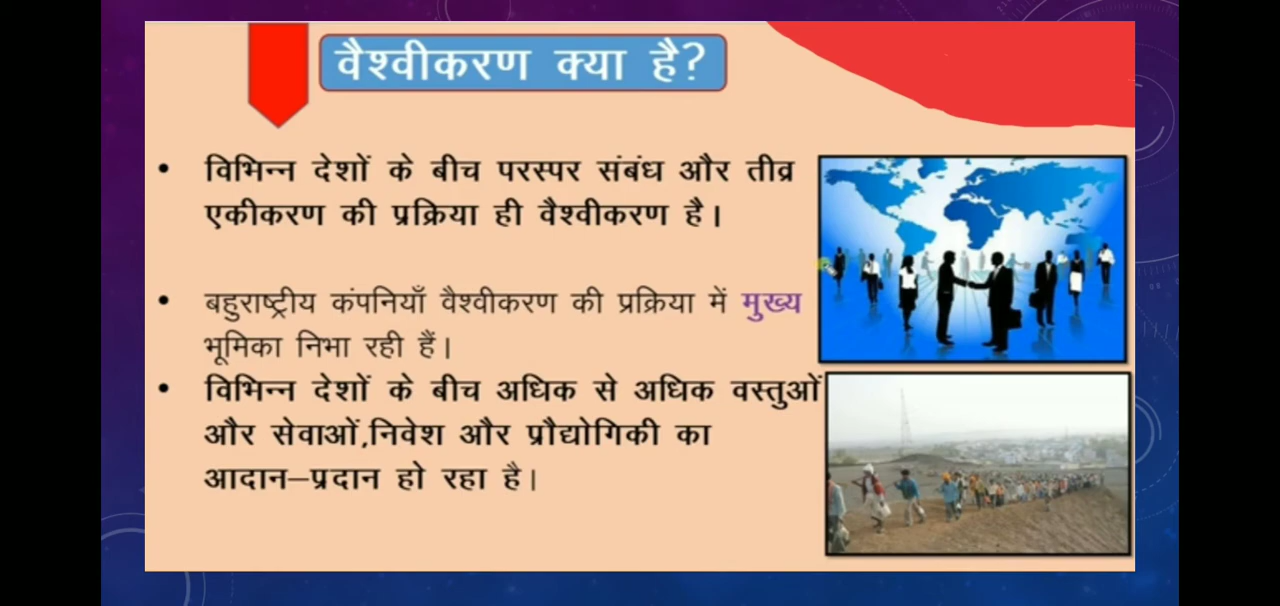 वैश्वीकरण क्या है?
• विभिन्न देशों के बीच परस्पर संबंध और तीव्र
एकीकरण की प्रक्रिया ही वैश्वीकरण है।
• बहुराष्ट्रीय कंपनियाँ वैश्वीकरण की प्रक्रिया में मुख्य
भूमिका निभा रही हैं।
• विभिन्न देशों के बीच अधिक से अधिक वस्तुओं
और सेवाओं,निवेश और प्रौद्योगिकी का
आदान–प्रदान हो रहा है।